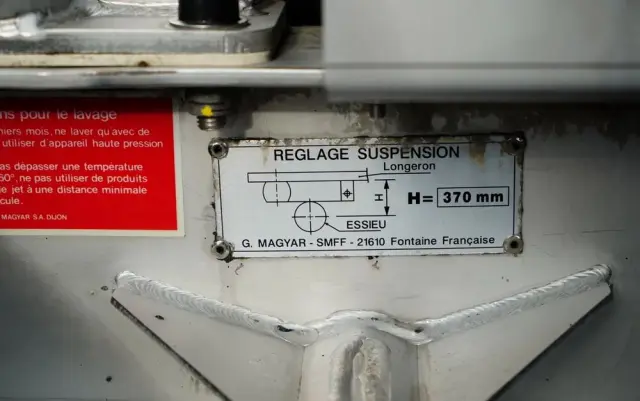 ns pour le lavage
niers mois, ne laver qu'avec de
utiliser d'appareil haute pression
as dépasser une température
60°, ne pas utiliser de produits
e jet à une distance minimale
cule.
MAGYAR S.A. DIJON
REGLAGE SUSPENSION
Longeron
H
H= 370 mm
ESSIEU
G. MAGYAR - SMFF - 21610 Fontaine Française